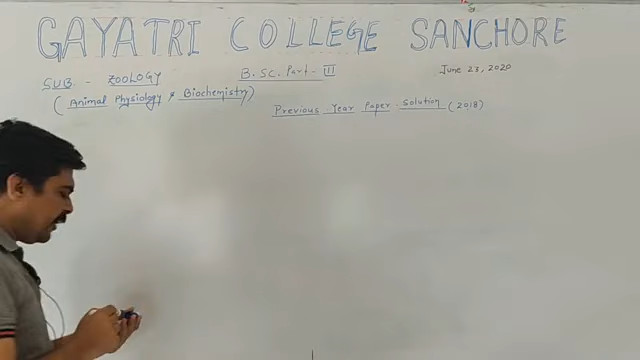 GAYATRI COLLEGE SANCHORE
SUB. - ZOOLOGY B.SC. Part - III June 23, 2020
(Animal Physiology & Biochemistry)
Previous Year Paper Solution (2018)